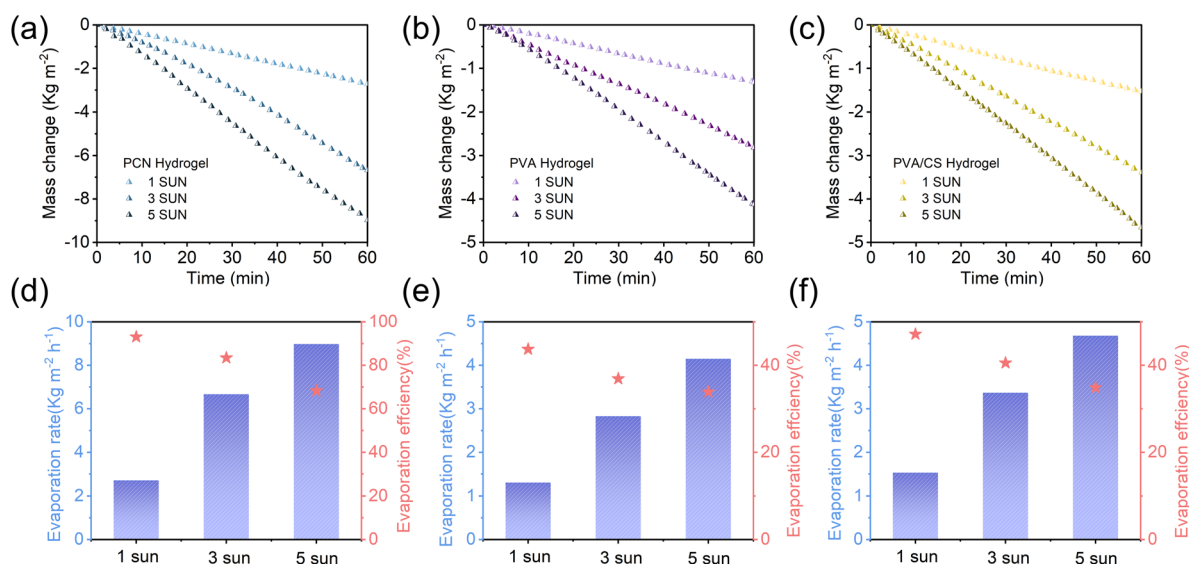 (a)
0
-2
-4
-6
-8
-10
Mass change (Kg m⁻²)
PCN Hydrogel
1 SUN
3 SUN
5 SUN
0 10 20 30 40 50 60
Time (min)
(b)
0
-1
-2
-3
-4
-5
Mass change (Kg m⁻²)
PVA Hydrogel
1 SUN
3 SUN
5 SUN
0 10 20 30 40 50 60
Time (min)
(c)
0
-1
-2
-3
-4
-5
Mass change (Kg m⁻²)
PVA/CS Hydrogel
1 SUN
3 SUN
5 SUN
0 10 20 30 40 50 60
Time (min)
(d)
10
8
6
4
2
0
Evaporation rate(Kg m⁻² h⁻¹)
100
80
60
40
20
0
Evaporation effciency(%)
1 sun 3 sun 5 sun
(e)
5
4
3
2
1
0
Evaporation rate(Kg m⁻² h⁻¹)
40
20
0
Evaporation effciency(%)
1 sun 3 sun 5 sun
(f)
5
4
3
2
1
0
Evaporation rate(Kg m⁻² h⁻¹)
40
20
0
Evaporation effciency(%)
1 sun 3 sun 5 sun